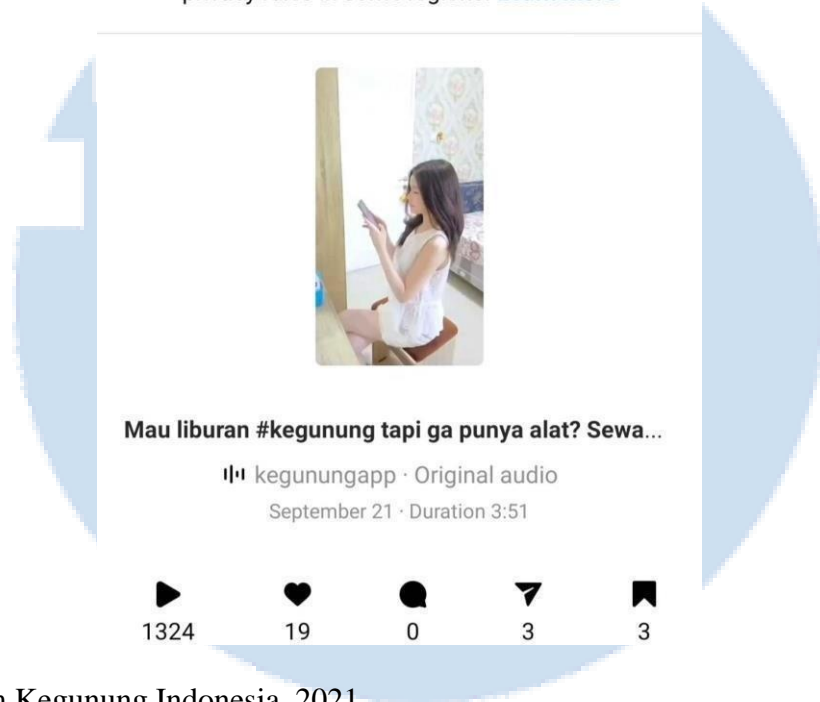 Mau liburan #kegunung tapi ga punya alat? Sewa...
kegunungapp · Original audio
September 21 · Duration 3:51
1324 19 0 3 3
Kegunung Indonesia, 2021